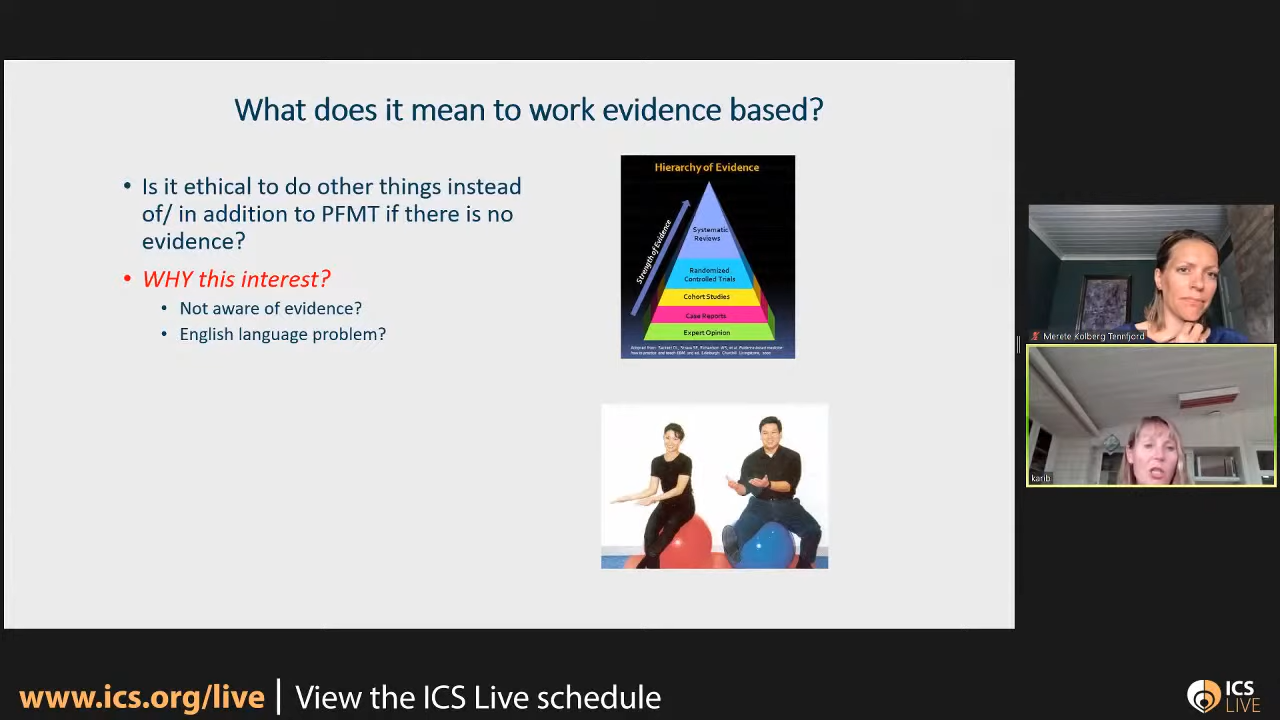 What does it mean to work evidence based?
• Is it ethical to do other things instead
of/ in addition to PFMT if there is no
evidence?
• WHY this interest?
• Not aware of evidence?
• English language problem?
Hierarchy of Evidence
Strength of Evidence
Systematic
Reviews
Randomized
Controlled Trials
Cohort Studies
Case Reports
Expert Opinion
Merete Kolberg Tennfjord
karib
www.ics.org/live | View the ICS Live schedule
ICS
LIVE